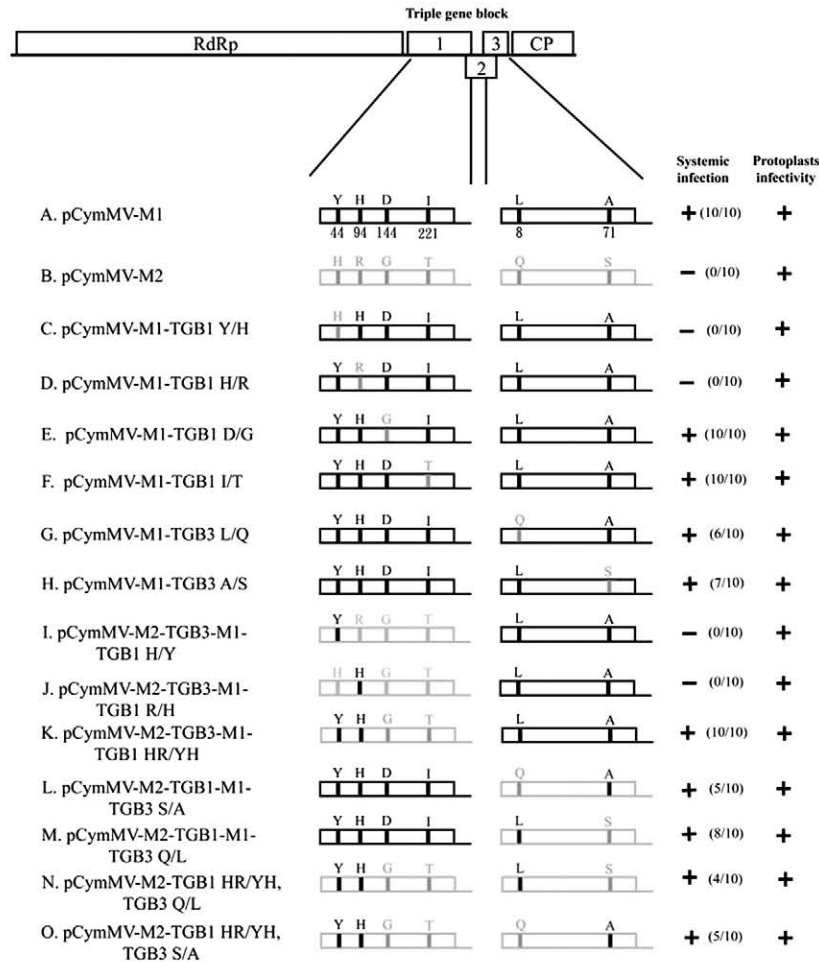 Triple gene block
RdRp 1 3 CP
2
Systemic infection
Protoplasts infectivity
Y H D I L A
A. pCymMV-M1 + (10/10) +
44 94 144 221 8 71
H R G T Q S
B. pCymMV-M2 − (0/10) +
H H D I L A
C. pCymMV-M1-TGB1 Y/H − (0/10) +
Y R D I L A
D. pCymMV-M1-TGB1 H/R − (0/10) +
Y H G I L A
E. pCymMV-M1-TGB1 D/G + (10/10) +
Y H D T L A
F. pCymMV-M1-TGB1 I/T + (10/10) +
Y H D I Q A
G. pCymMV-M1-TGB3 L/Q + (6/10) +
Y H D I L S
H. pCymMV-M1-TGB3 A/S + (7/10) +
Y R G T L A
I. pCymMV-M2-TGB3-M1- − (0/10) +
TGB1 H/Y
H H G T L A
J. pCymMV-M2-TGB3-M1- − (0/10) +
TGB1 R/H
Y H G T L A
K. pCymMV-M2-TGB3-M1- + (10/10) +
TGB1 HR/YH
Y H D I Q A
L. pCymMV-M2-TGB1-M1- + (5/10) +
TGB3 S/A
Y H D I L S
M. pCymMV-M2-TGB1-M1- + (8/10) +
TGB3 Q/L
Y H G T L S
N. pCymMV-M2-TGB1 HR/YH, + (4/10) +
TGB3 Q/L
Y H G T Q A
O. pCymMV-M2-TGB1 HR/YH, + (5/10) +
TGB3 S/A